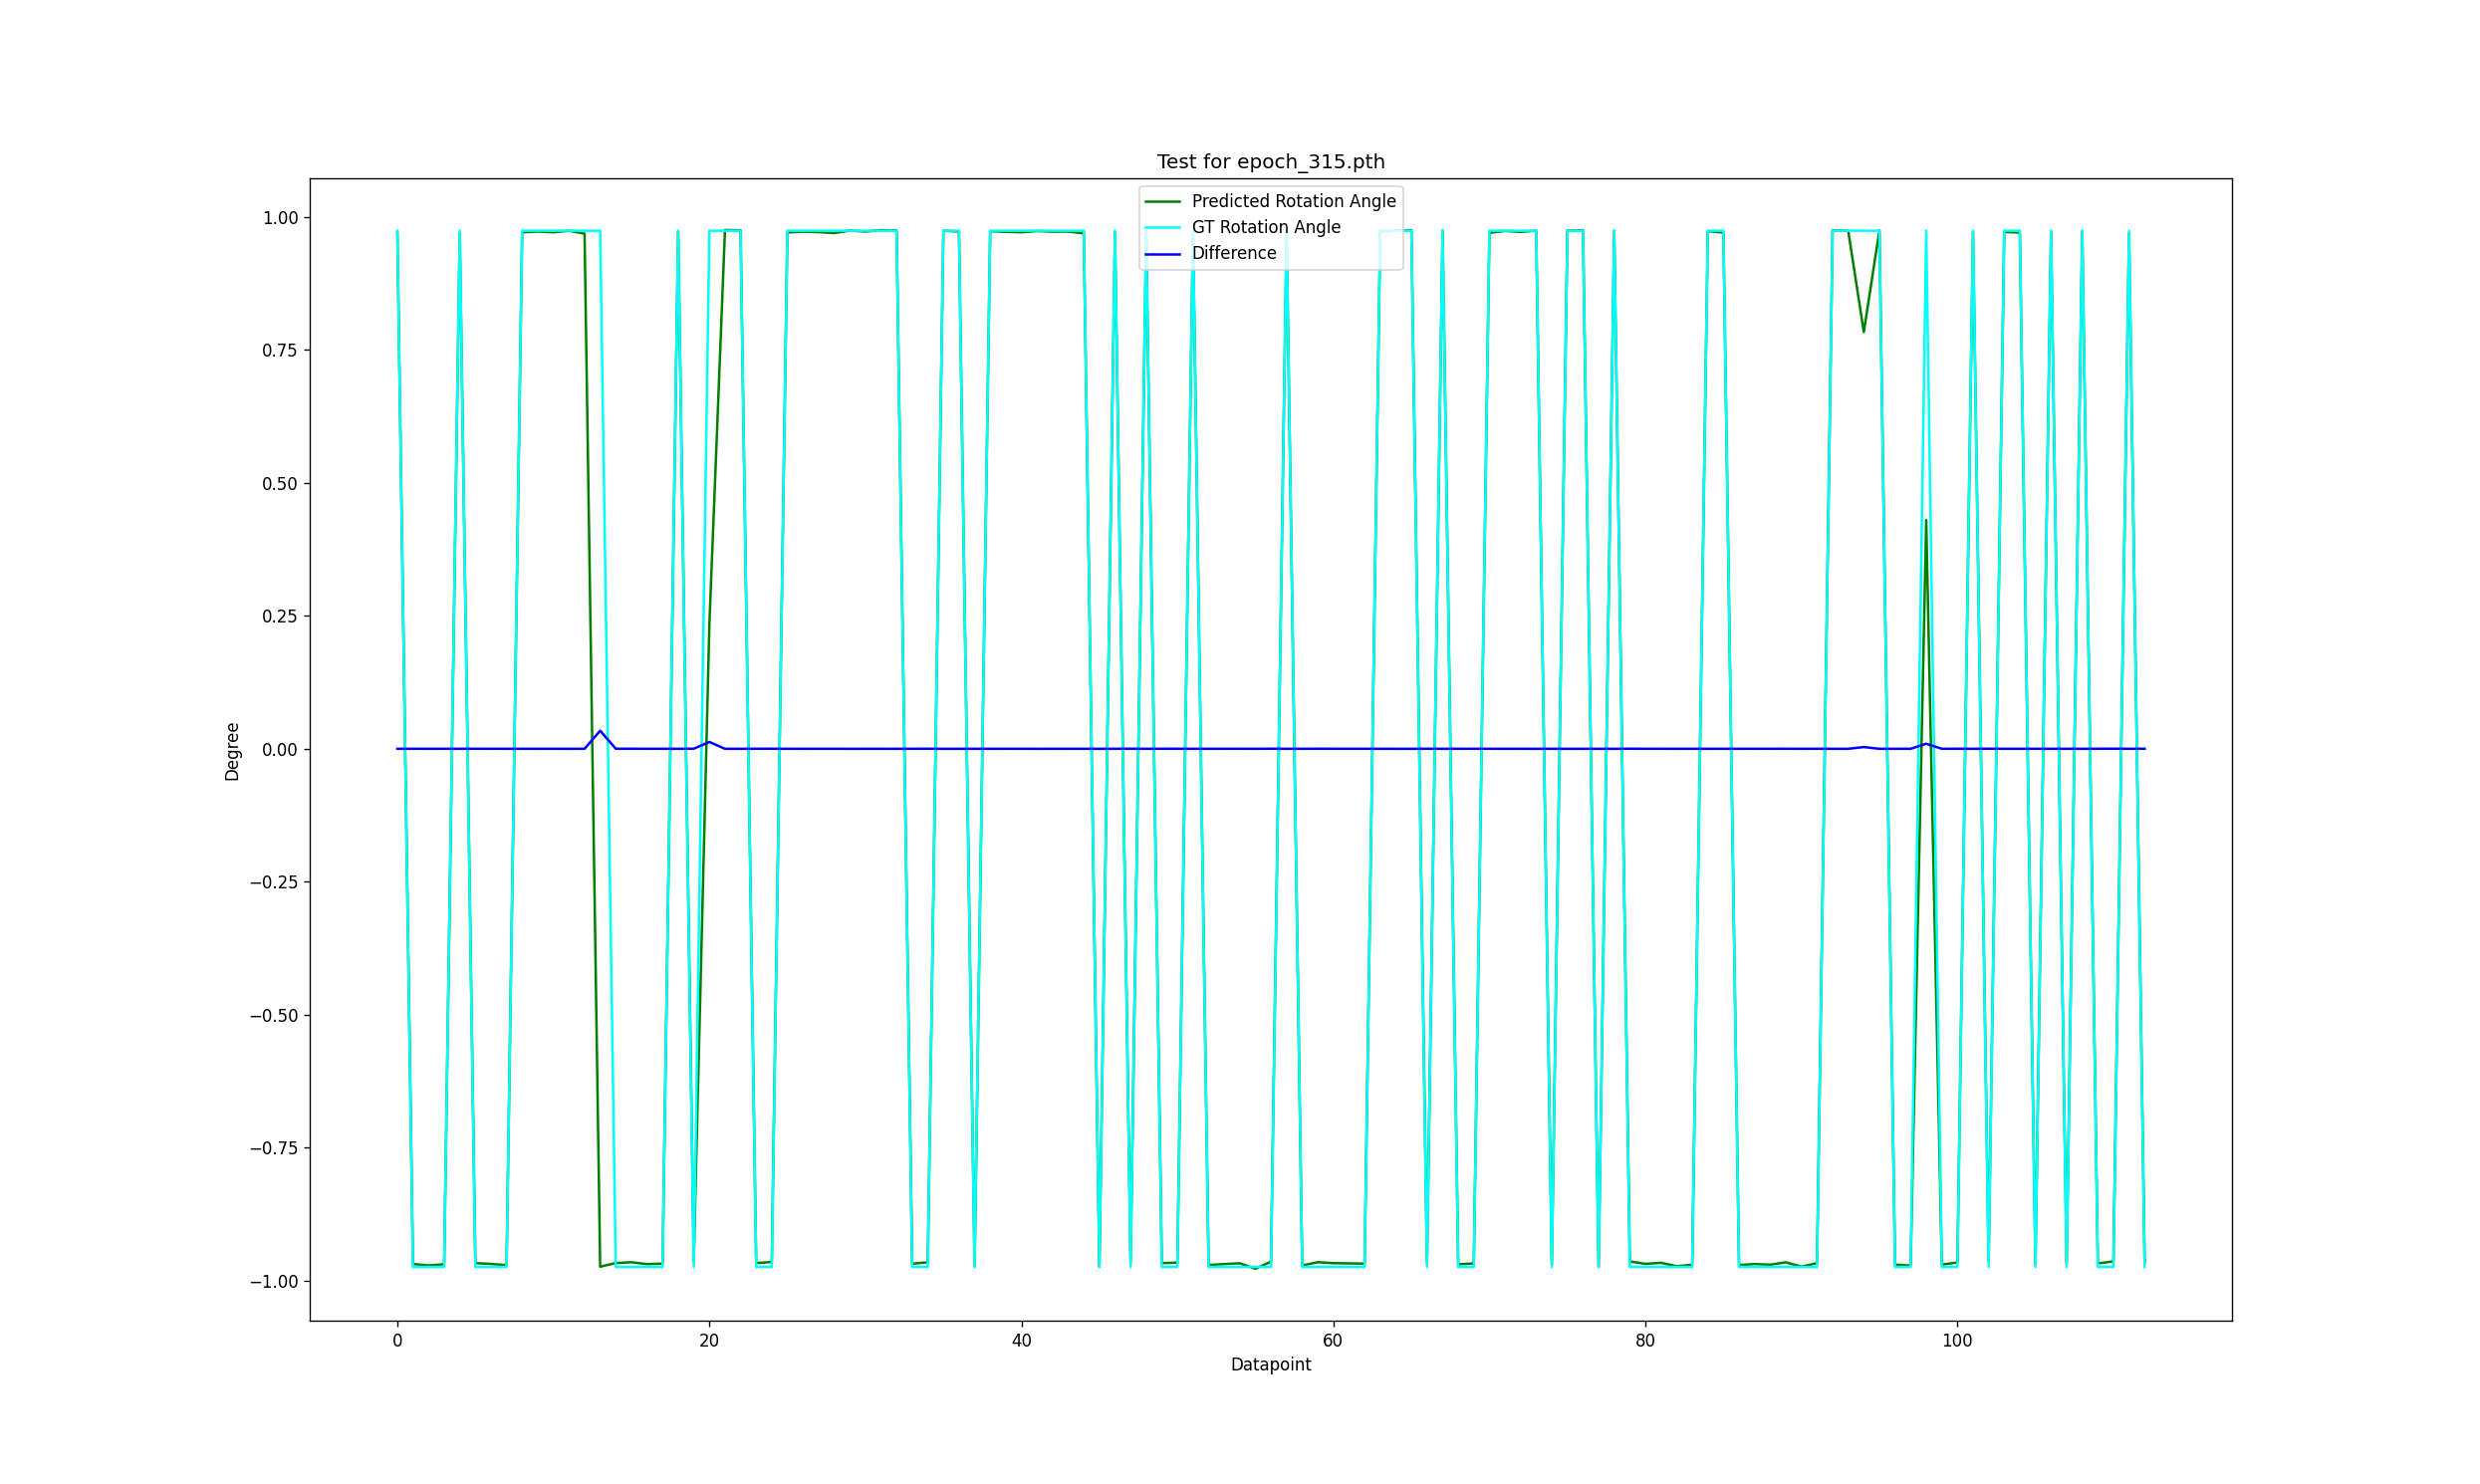 Test for epoch_315.pth
Predicted Rotation Angle
GT Rotation Angle
Difference
1.00
0.75
0.50
0.25
0.00
−0.25
−0.50
−0.75
−1.00
Degree
0 20 40 60 80 100
Datapoint